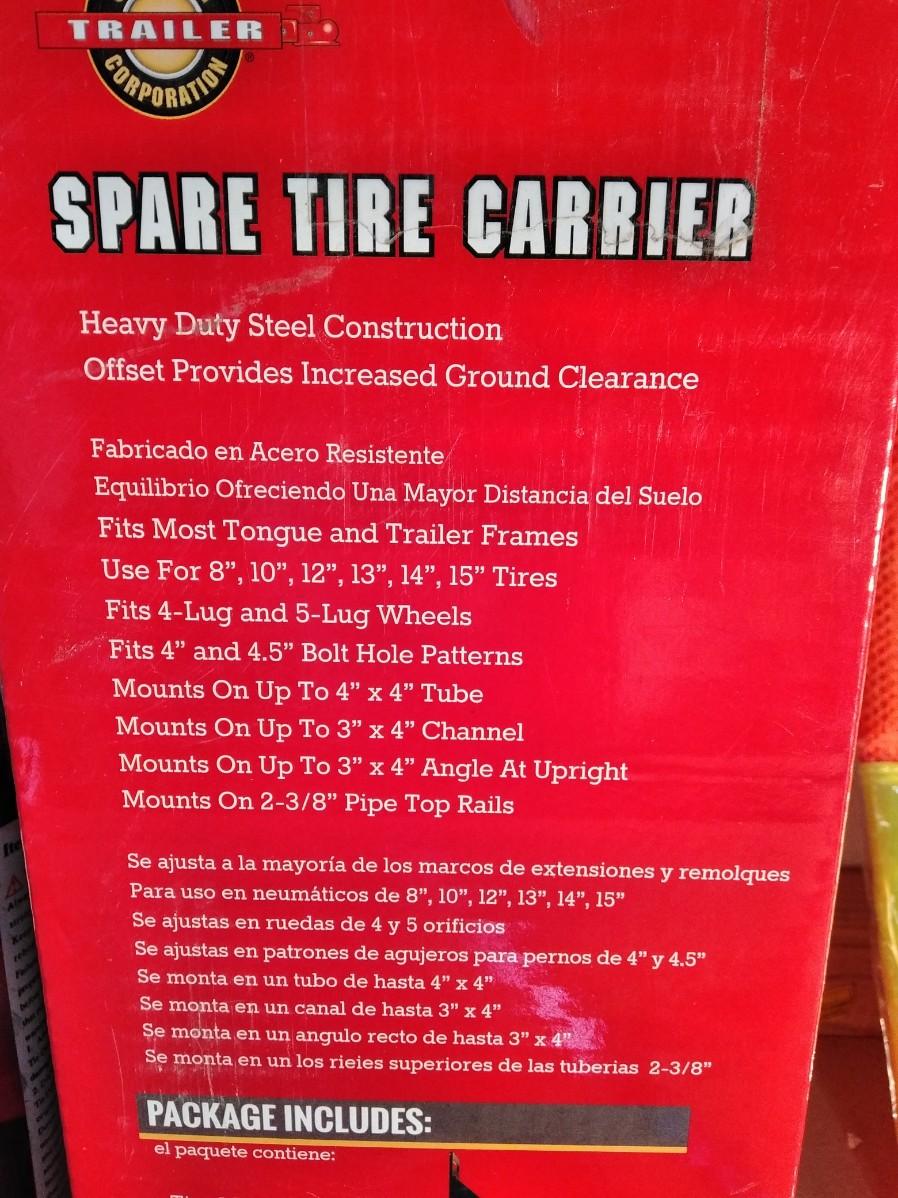 TRAILER
CORPORATION
®
SPARE TIRE CARRIER
Heavy Duty Steel Construction
Offset Provides Increased Ground Clearance
Fabricado en Acero Resistente
Equilibrio Ofreciendo Una Mayor Distancia del Suelo
Fits Most Tongue and Trailer Frames
Use For 8”, 10”, 12”, 13”, 14”, 15” Tires
Fits 4-Lug and 5-Lug Wheels
Fits 4” and 4.5” Bolt Hole Patterns
Mounts On Up To 4” x 4” Tube
Mounts On Up To 3” x 4” Channel
Mounts On Up To 3” x 4” Angle At Upright
Mounts On 2-3/8” Pipe Top Rails
Se ajusta a la mayoría de los marcos de extensiones y remolques
Para uso en neumáticos de 8”, 10”, 12”, 13”, 14”, 15”
Se ajustas en ruedas de 4 y 5 orificios
Se ajustas en patrones de agujeros para pernos de 4” y 4.5”
Se monta en un tubo de hasta 4” x 4”
Se monta en un canal de hasta 3” x 4”
Se monta en un angulo recto de hasta 3” x 4”
Se monta en un los rieies superiores de las tuberias 2-3/8”
PACKAGE INCLUDES:
el paquete contiene: